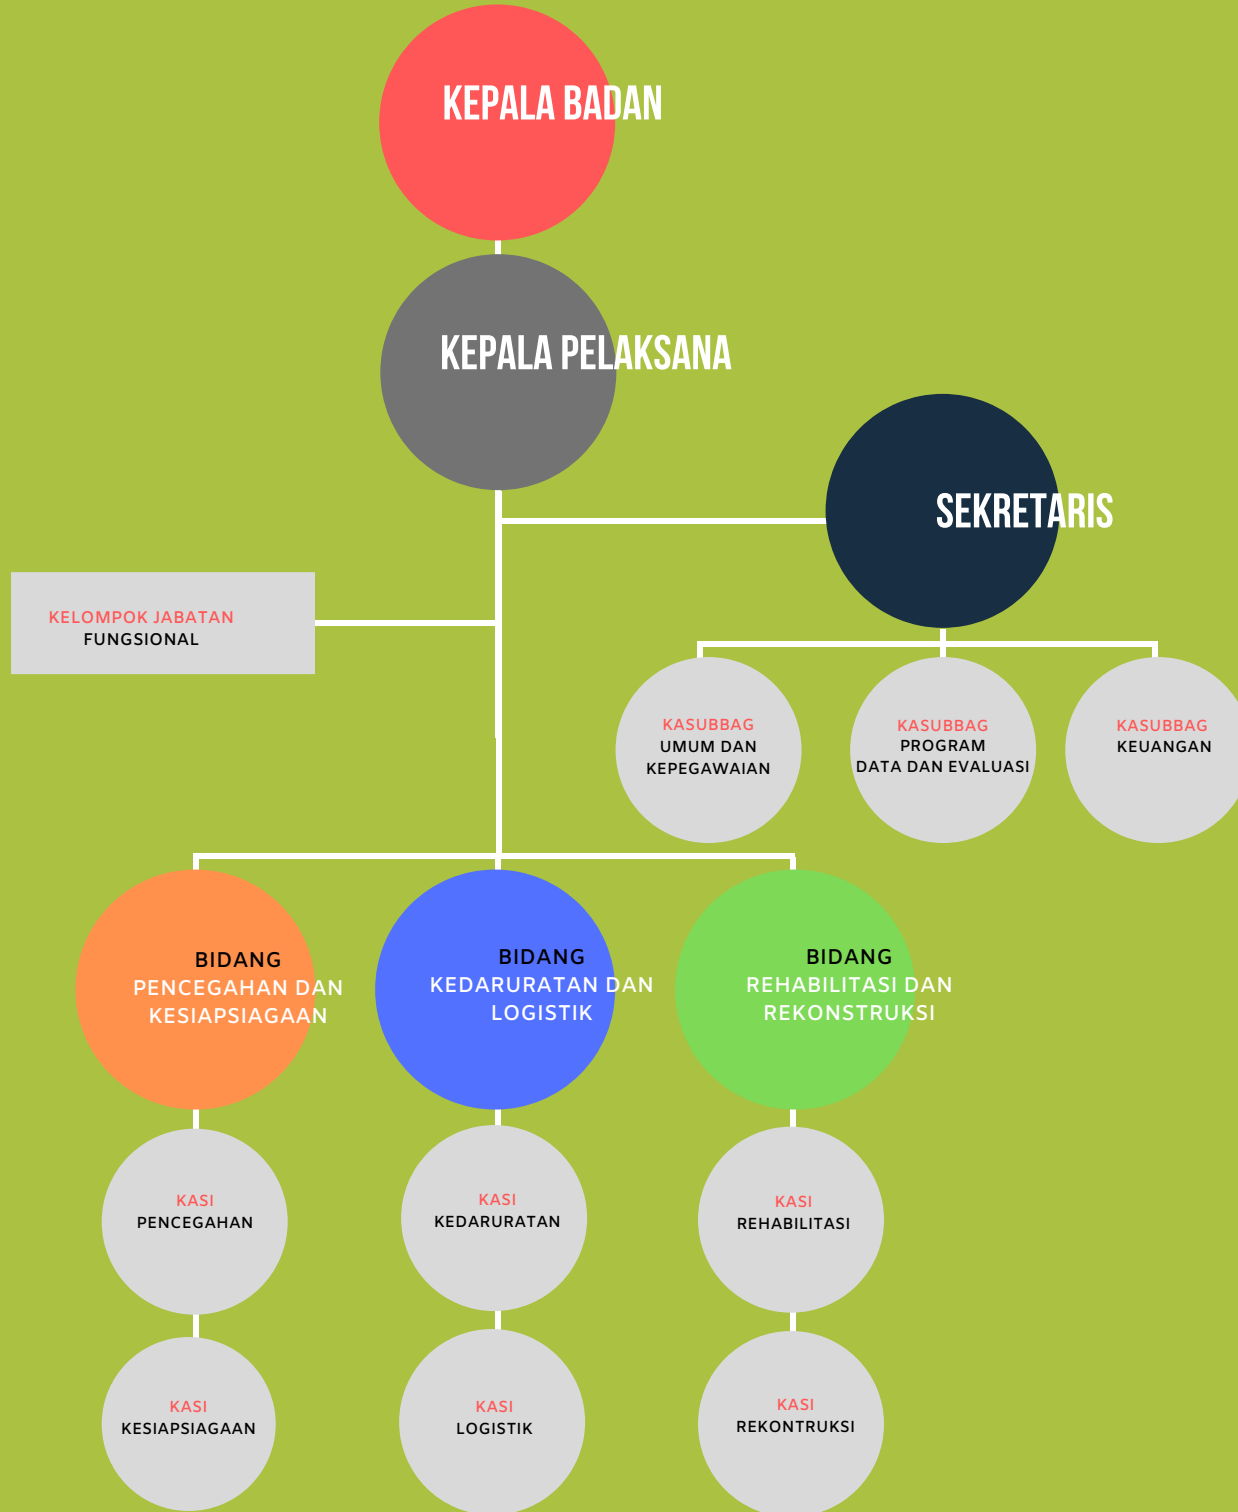 KEPALA BADAN
KEPALA PELAKSANA
SEKRETARIS
KELOMPOK JABATAN
FUNGSIONAL
KASUBBAG
UMUM DAN
KEPEGAWAIAN
KASUBBAG
PROGRAM
DATA DAN EVALUASI
KASUBBAG
KEUANGAN
BIDANG
PENCEGAHAN DAN
KESIAPSIAGAAN
BIDANG
KEDARURATAN DAN
LOGISTIK
BIDANG
REHABILITASI DAN
REKONSTRUKSI
KASI
PENCEGAHAN
KASI
KEDARURATAN
KASI
REHABILITASI
KASI
KESIAPSIAGAAN
KASI
LOGISTIK
KASI
REKONTRUKSI